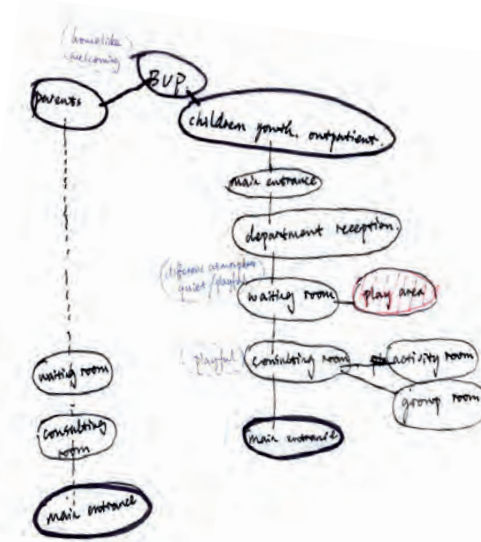 (homelike
welcoming
BUP.
parents
children youth. outpatient.
main entrance
department reception.
(different atmosphere
quiet/playful)
waiting room
play area
(playful)
consulting room
activity room
group room
main entrance
waiting room
consulting
room
main entrance